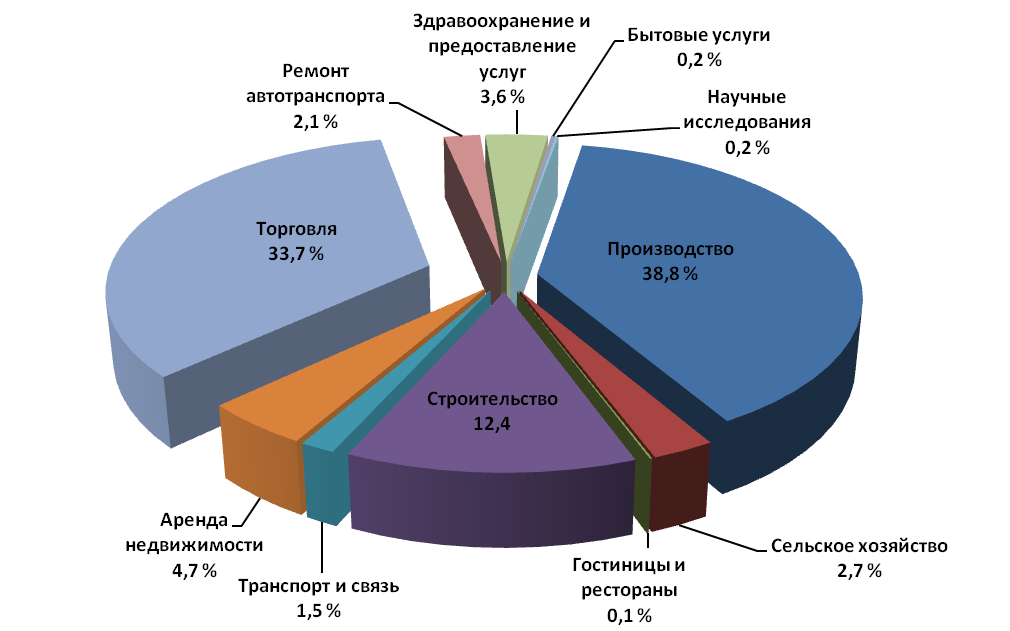 Здравоохранение и
предоставление
услуг
3,6 %
Бытовые услуги
0,2 %
Ремонт
автотранспорта
2,1 %
Научные
исследования
0,2 %
Торговля
33,7 %
Производство
38,8 %
Строительство
12,4
Аренда
недвижимости
4,7 %
Транспорт и связь
1,5 %
Гостиницы и
рестораны
0,1 %
Сельское хозяйство
2,7 %